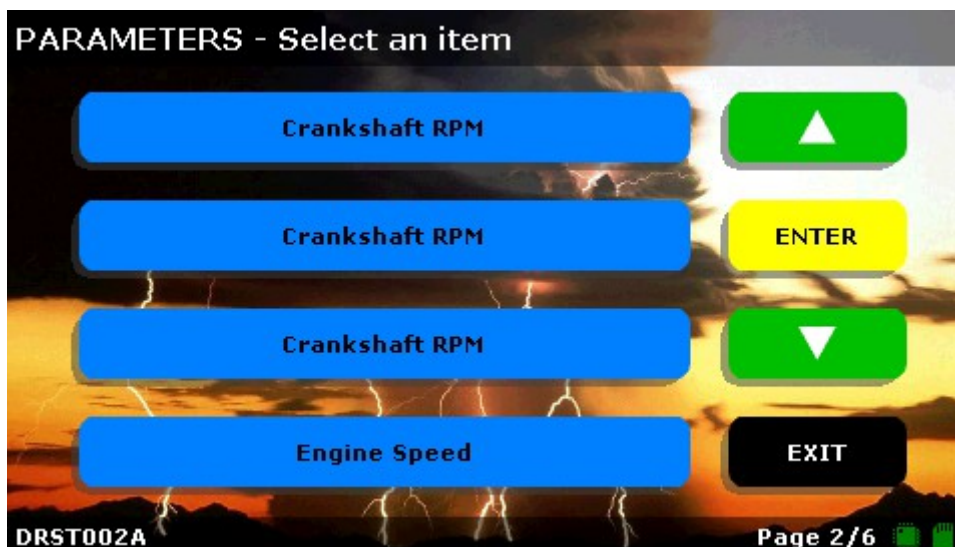 PARAMETERS - Select an item
Crankshaft RPM
Crankshaft RPM
ENTER
Crankshaft RPM
Engine Speed
EXIT
DRST002A
Page 2/6